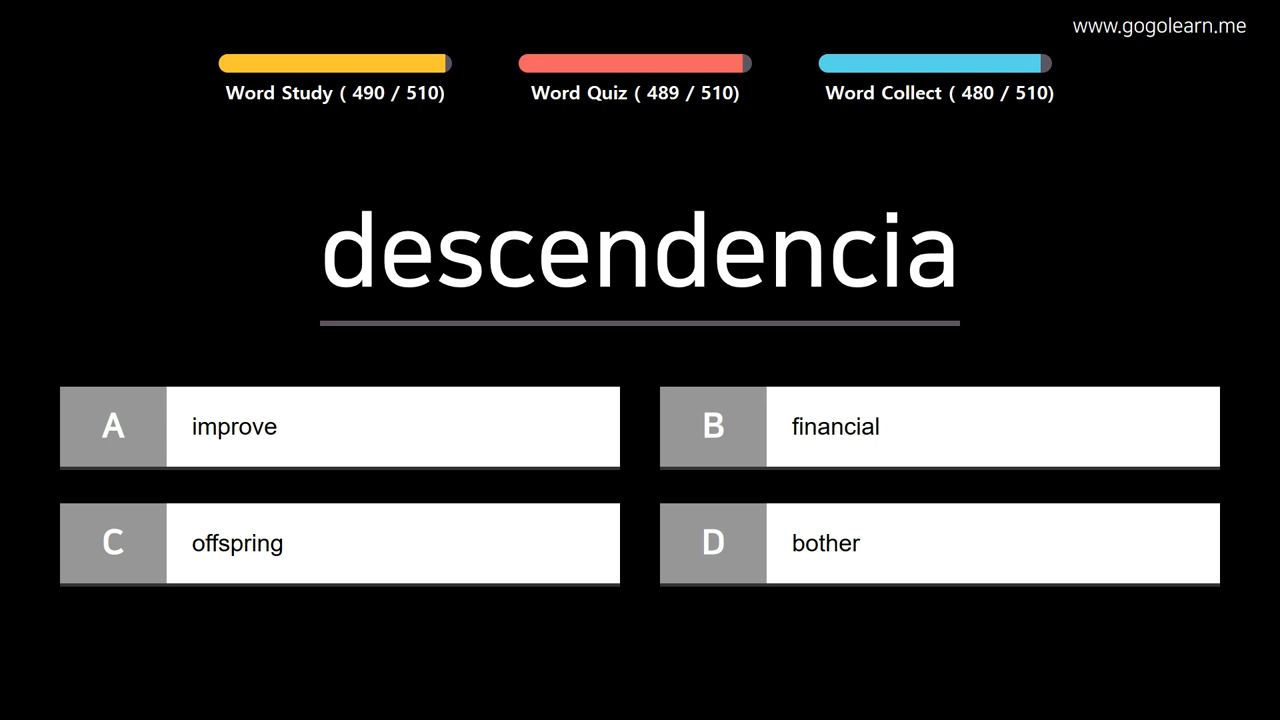 www.gogolearn.me
Word Study ( 490 / 510)
Word Quiz ( 489 / 510)
Word Collect ( 480 / 510)
descendencia
A improve
B financial
C offspring
D bother